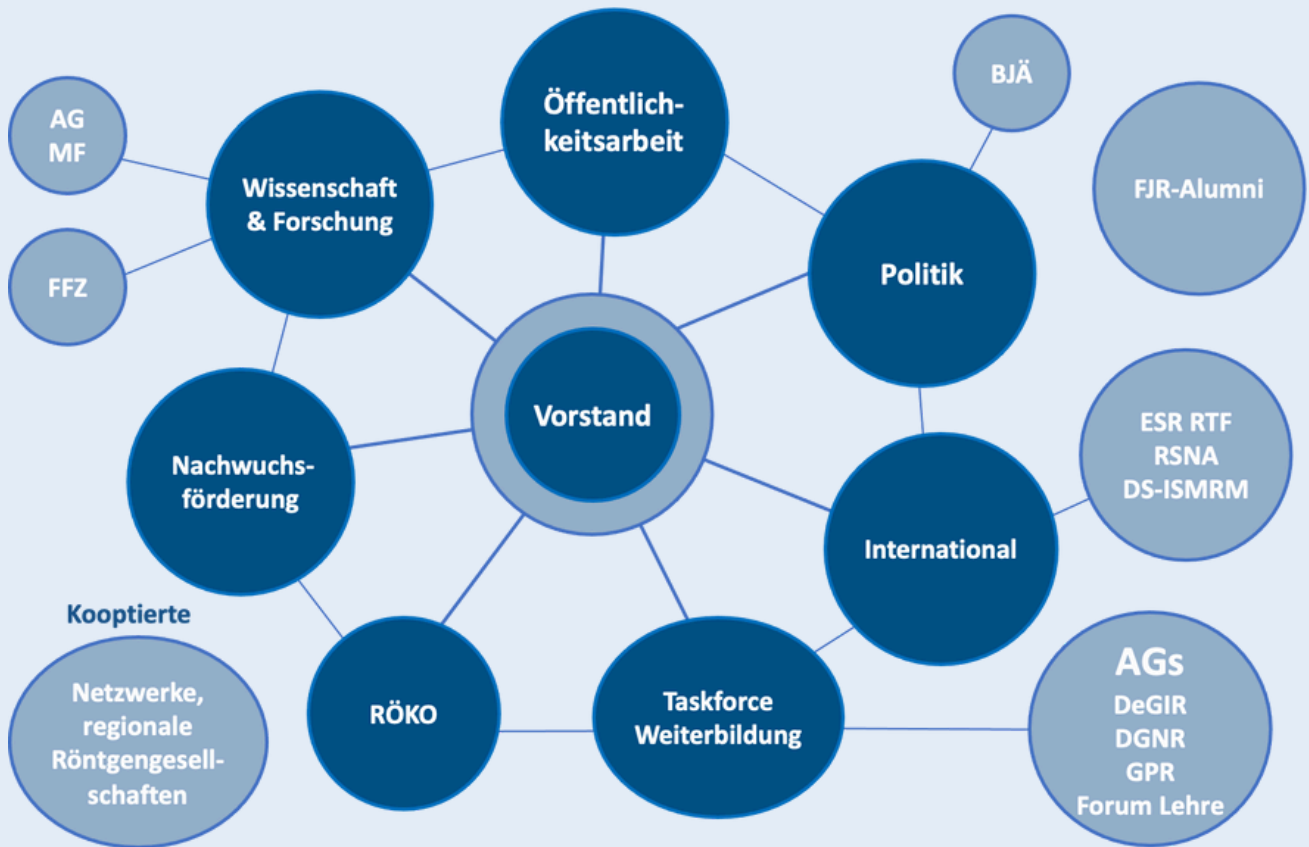 AG
MF
FFZ
Wissenschaft
& Forschung
Öffentlich-
keitsarbeit
BJÄ
Politik
FJR-Alumni
Vorstand
Nachwuchs-
förderung
International
ESR RTF
RSNA
DS-ISMRM
Kooptierte
Netzwerke,
regionale
Röntgengesell-
schaften
RÖKO
Taskforce
Weiterbildung
AGs
DeGIR
DGNR
GPR
Forum Lehre